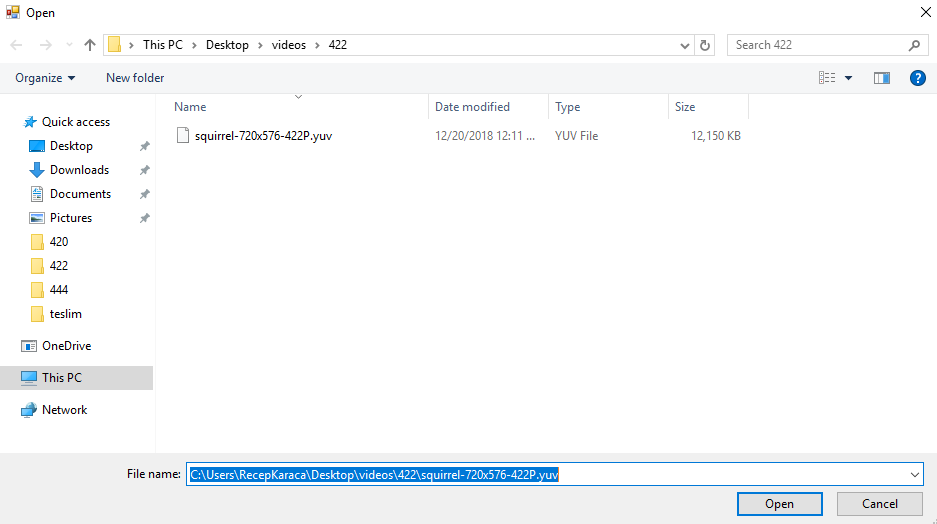 Open
This PC > Desktop > videos > 422
Search 422
Organize
New folder
Name
Date modified
Type
Size
squirrel-720x576-422P.yuv
12/20/2018 12:11 ...
YUV File
12,150 KB
Quick access
Desktop
Downloads
Documents
Pictures
420
422
444
teslim
OneDrive
This PC
Network
File name:
C:\Users\RecepKaraca\Desktop\videos\422\squirrel-720x576-422P.yuv
Open
Cancel